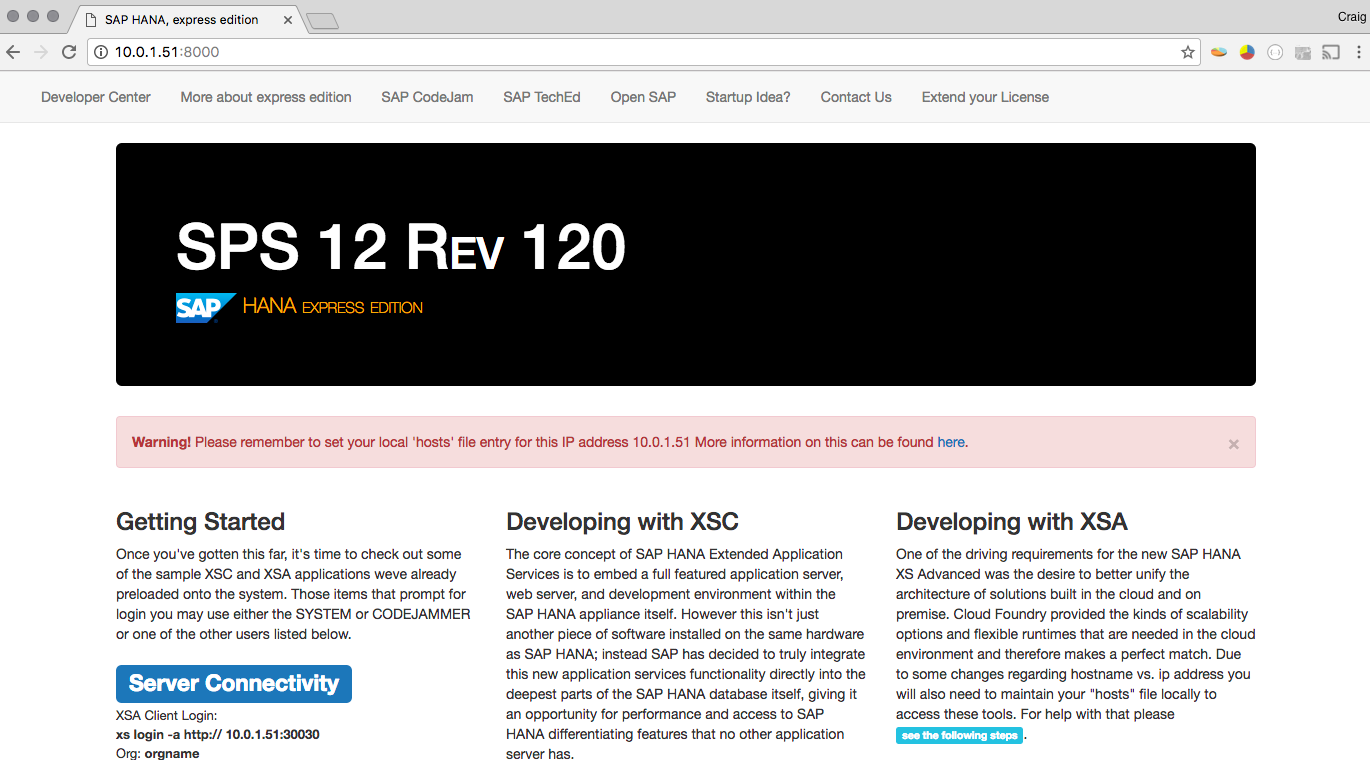 SAP HANA, express edition
Craig
10.0.1.51:8000
Developer Center More about express edition SAP CodeJam SAP TechEd Open SAP Startup Idea? Contact Us Extend your License
SPS 12 REV 120
SAP HANA EXPRESS EDITION
Warning! Please remember to set your local 'hosts' file entry for this IP address 10.0.1.51 More information on this can be found here.
Getting Started
Once you've gotten this far, it's time to check out some
of the sample XSC and XSA applications weve already
preloaded onto the system. Those items that prompt for
login you may use either the SYSTEM or CODEJAMMER
or one of the other users listed below.
Server Connectivity
XSA Client Login:
xs login -a http:// 10.0.1.51:30030
Org: orgname
Developing with XSC
The core concept of SAP HANA Extended Application
Services is to embed a full featured application server,
web server, and development environment within the
SAP HANA appliance itself. However this isn't just
another piece of software installed on the same hardware
as SAP HANA; instead SAP has decided to truly integrate
this new application services functionality directly into the
deepest parts of the SAP HANA database itself, giving it
an opportunity for performance and access to SAP
HANA differentiating features that no other application
server has.
Developing with XSA
One of the driving requirements for the new SAP HANA
XS Advanced was the desire to better unify the
architecture of solutions built in the cloud and on
premise. Cloud Foundry provided the kinds of scalability
options and flexible runtimes that are needed in the cloud
environment and therefore makes a perfect match. Due
to some changes regarding hostname vs. ip address you
will also need to maintain your "hosts" file locally to
access these tools. For help with that please
see the following steps.